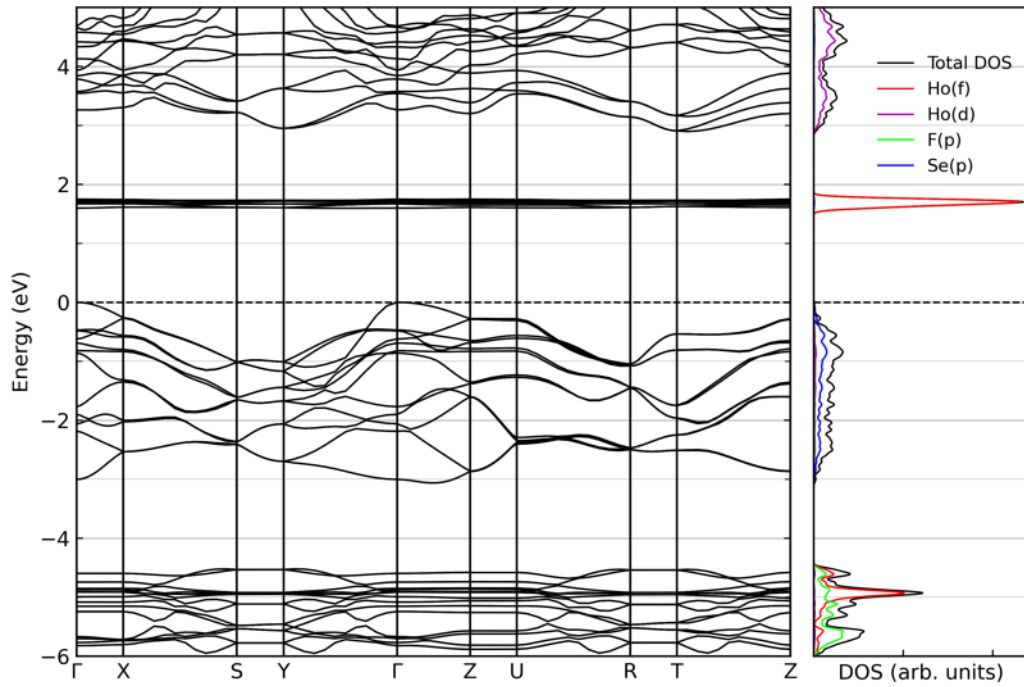 4
2
0
−2
−4
−6
Energy (eV)
Γ X S Y Γ Z U R T Z
Total DOS
Ho(f)
Ho(d)
F(p)
Se(p)
DOS (arb. units)